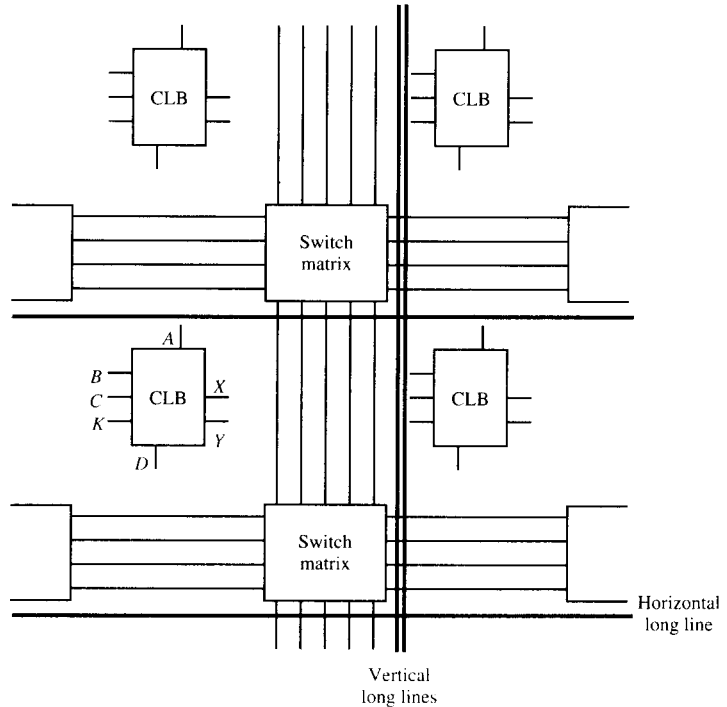 CLB
CLB
Switch
matrix
A
B
C
K
CLB
X
Y
D
CLB
Switch
matrix
Horizontal
long line
Vertical
long lines